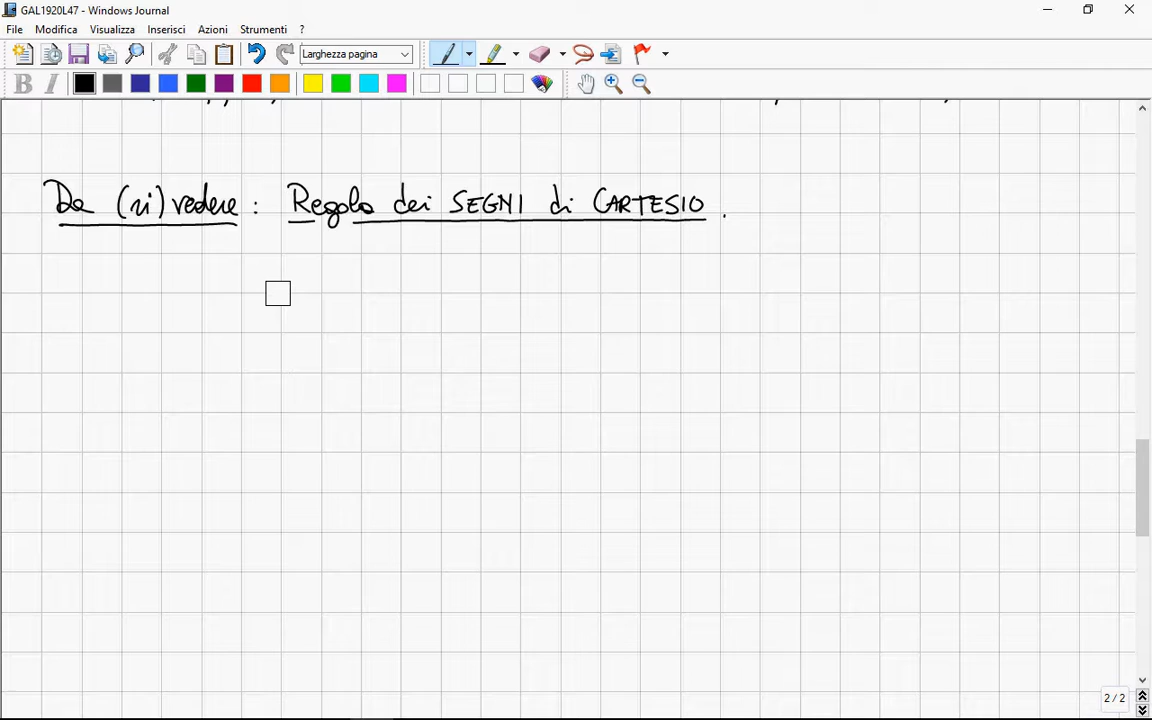 GAL1920L47 - Windows Journal
File Modifica Visualizza Inserisci Azioni Strumenti ?
Larghezza pagina
B I
Da (ri)vedere : Regola dei SEGNI di CARTESIO .
2 / 2